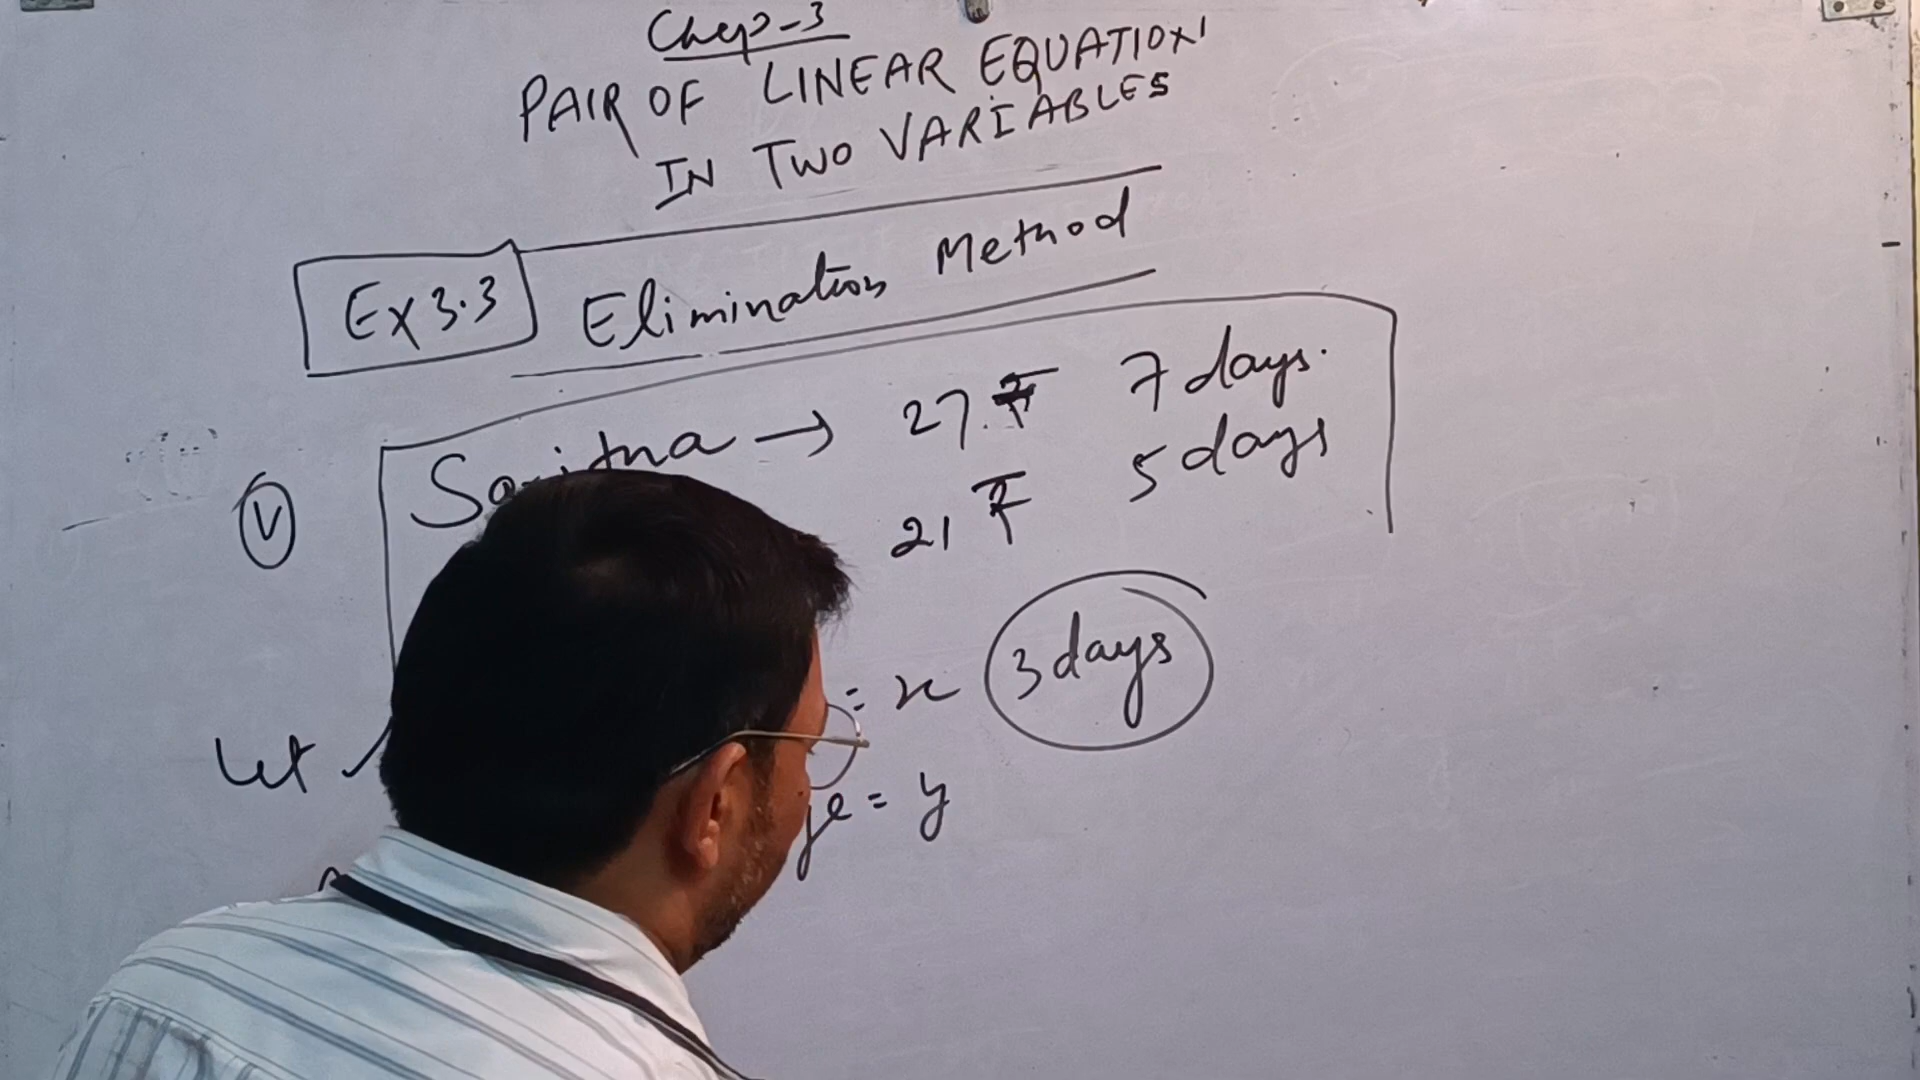 Chap-3
PAIR OF LINEAR EQUATION
IN TWO VARIABLES
Ex 3.3 Elimination Method
V
→ 27 ₹ 7 days.
21 ₹ 5 days
Let = x 3 days
= y